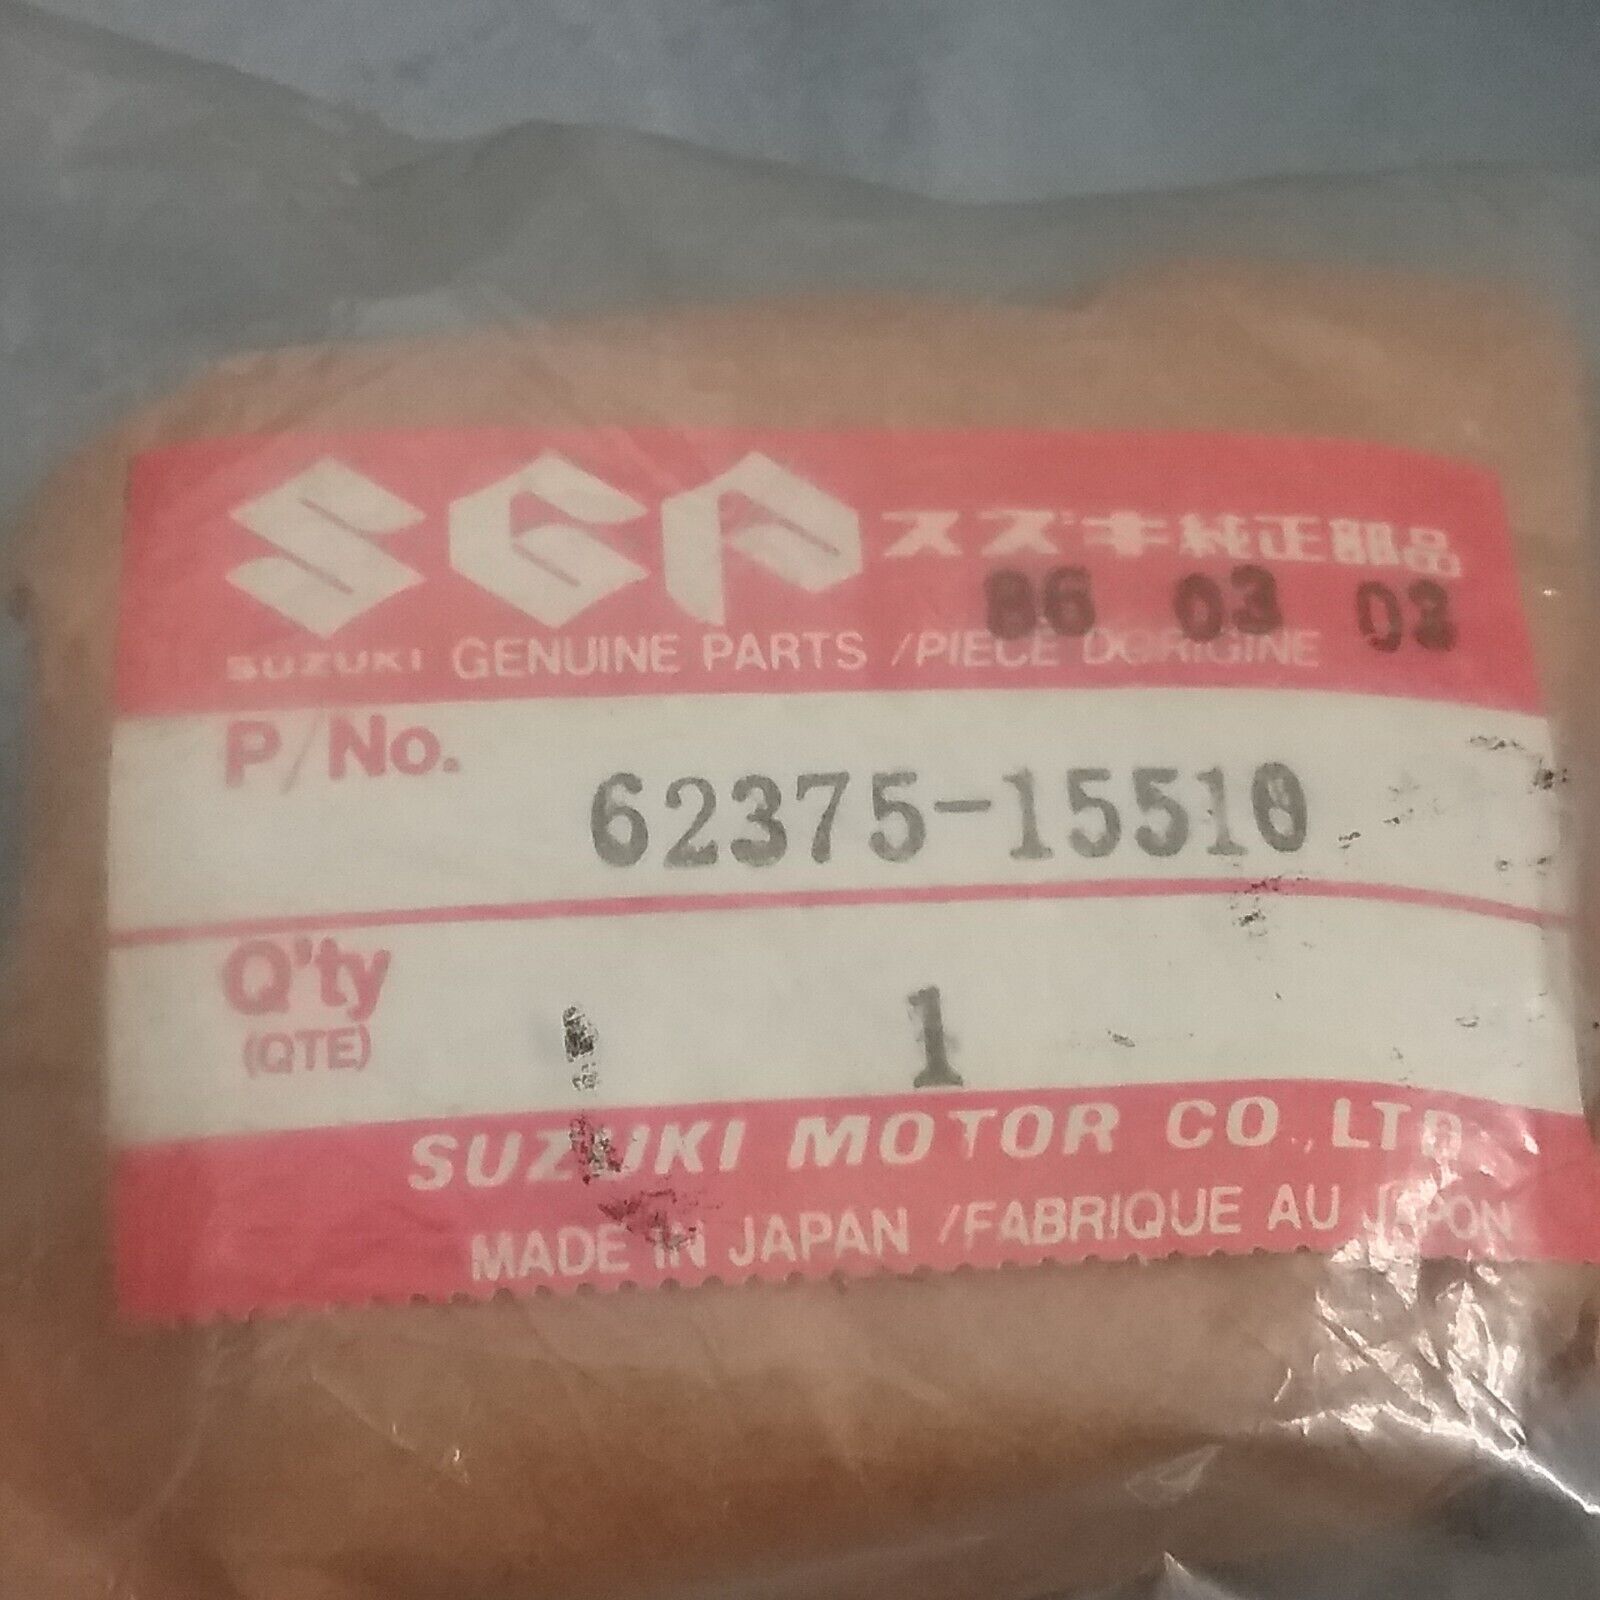 SGP スズキ純正部品
86 03 03
SUZUKI GENUINE PARTS /PIECE DORIGINE
P/No.
62375-15510
Q'ty
(QTE)
1
SUZUKI MOTOR CO.,LTD.
MADE IN JAPAN /FABRIQUE AU JAPON